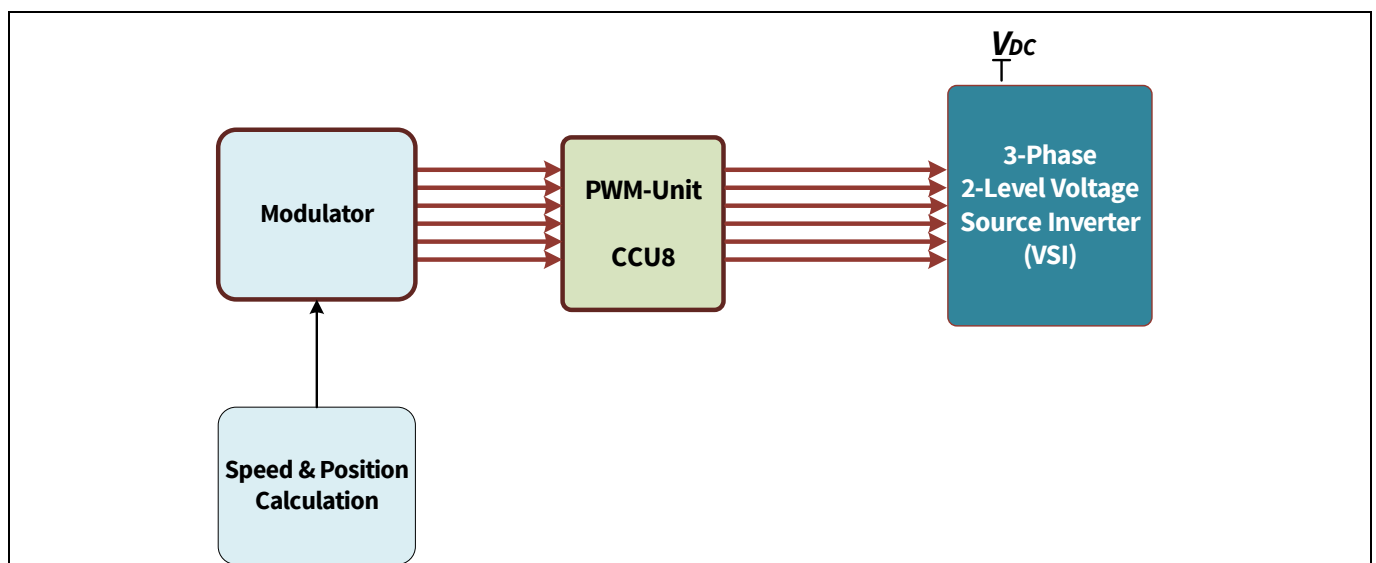 VDC
Modulator
PWM-Unit
CCU8
3-Phase
2-Level Voltage
Source Inverter
(VSI)
Speed & Position
Calculation